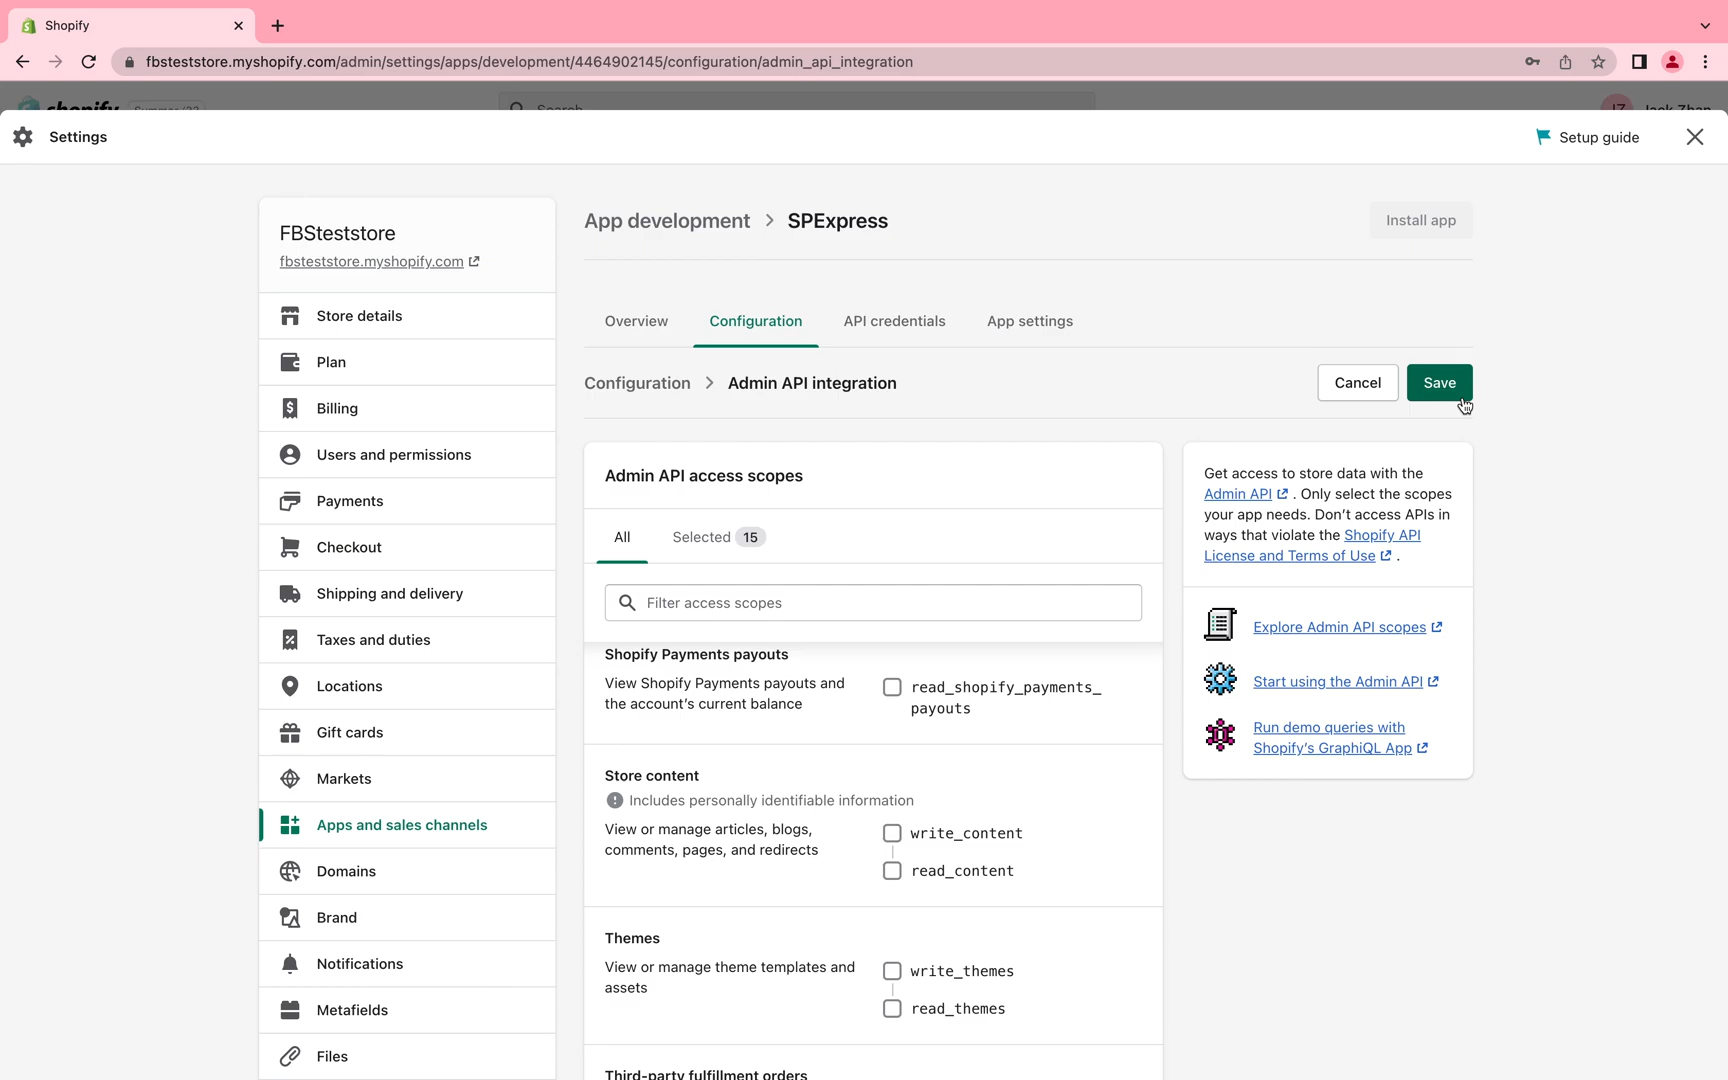 Shopify
fbsteststore.myshopify.com/admin/settings/apps/development/4464902145/configuration/admin_api_integration
shopify
Summer '23
Search
JZ
Jack Zhan
Settings
Setup guide
FBSteststore
fbsteststore.myshopify.com
Store details
Plan
Billing
Users and permissions
Payments
Checkout
Shipping and delivery
Taxes and duties
Locations
Gift cards
Markets
Apps and sales channels
Domains
Brand
Notifications
Metafields
Files
App development > SPExpress
Install app
Overview
Configuration
API credentials
App settings
Configuration > Admin API integration
Cancel
Save
Admin API access scopes
All
Selected 15
Filter access scopes
Shopify Payments payouts
View Shopify Payments payouts and
the account's current balance
read_shopify_payments_
payouts
Store content
Includes personally identifiable information
View or manage articles, blogs,
comments, pages, and redirects
write_content
read_content
Themes
View or manage theme templates and
assets
write_themes
read_themes
Third-party fulfillment orders
Get access to store data with the
Admin API . Only select the scopes
your app needs. Don't access APIs in
ways that violate the Shopify API
License and Terms of Use .
Explore Admin API scopes
Start using the Admin API
Run demo queries with
Shopify's GraphiQL App